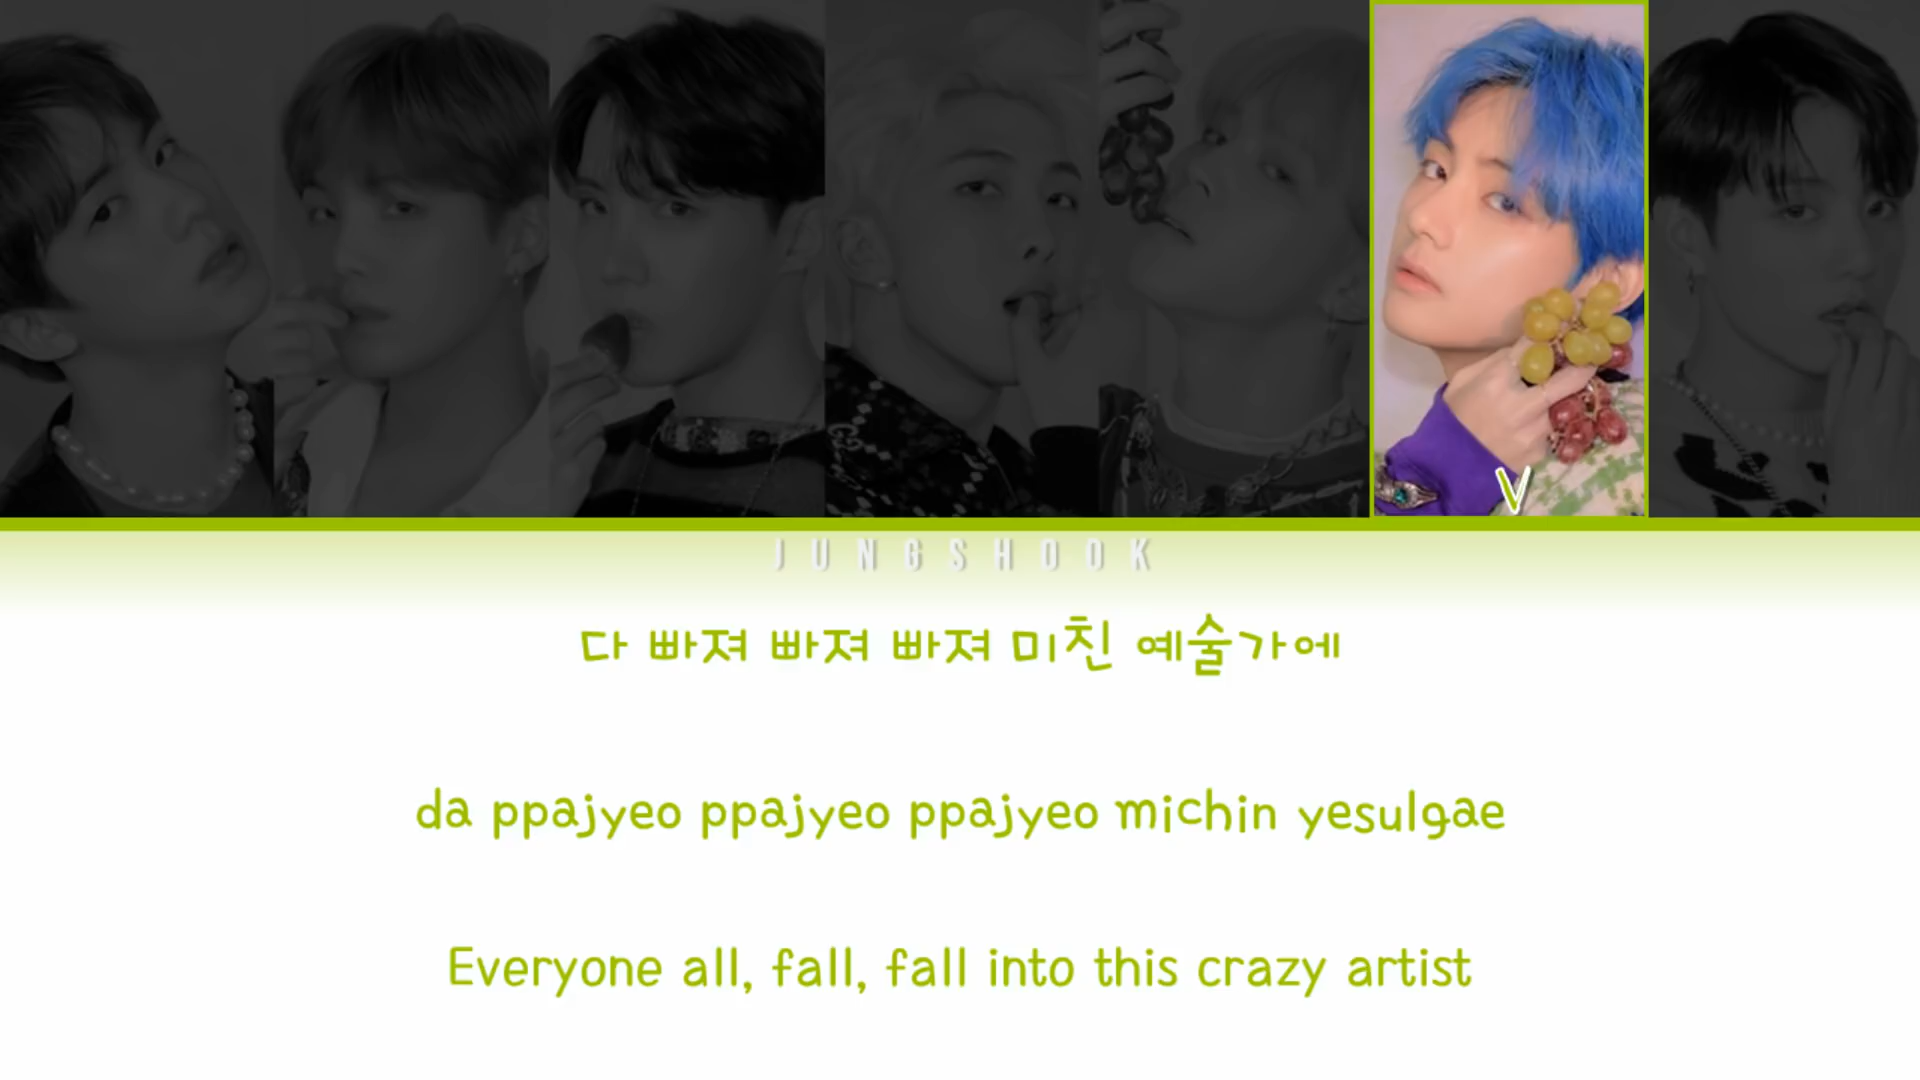 V
JUNGSHOOK
다 빠져 빠져 빠져 미친 예술가에
da ppajyeo ppajyeo ppajyeo michin yesulgae
Everyone all, fall, fall into this crazy artist